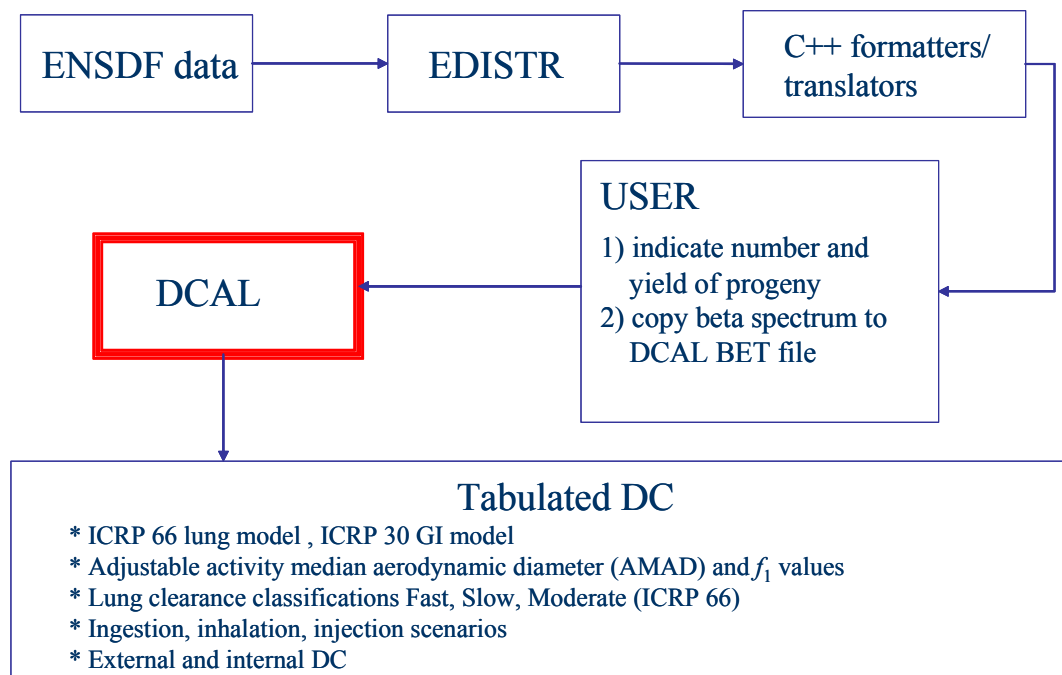 ENSDF data
EDISTR
C++ formatters/
translators
USER
1) indicate number and
yield of progeny
2) copy beta spectrum to
DCAL BET file
DCAL
Tabulated DC
* ICRP 66 lung model , ICRP 30 GI model
* Adjustable activity median aerodynamic diameter (AMAD) and f1 values
* Lung clearance classifications Fast, Slow, Moderate (ICRP 66)
* Ingestion, inhalation, injection scenarios
* External and internal DC